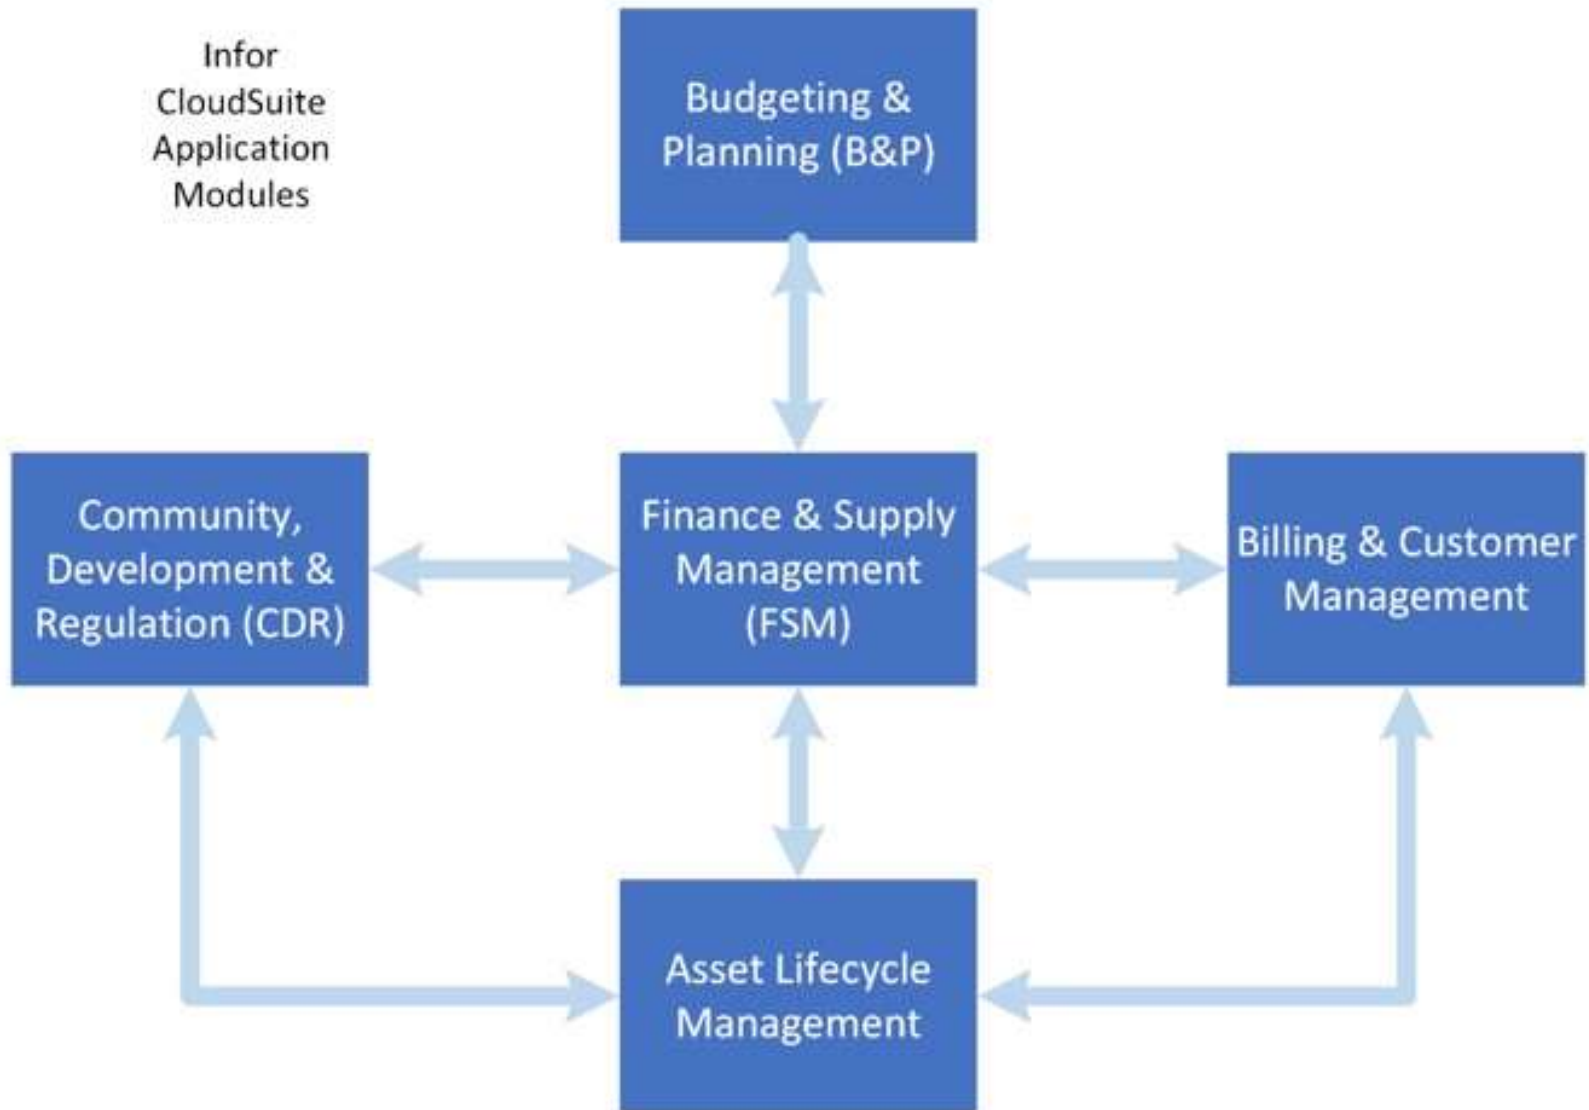 Infor
CloudSuite
Application
Modules
Budgeting &
Planning (B&P)
Community,
Development &
Regulation (CDR)
Finance & Supply
Management
(FSM)
Billing & Customer
Management
Asset Lifecycle
Management